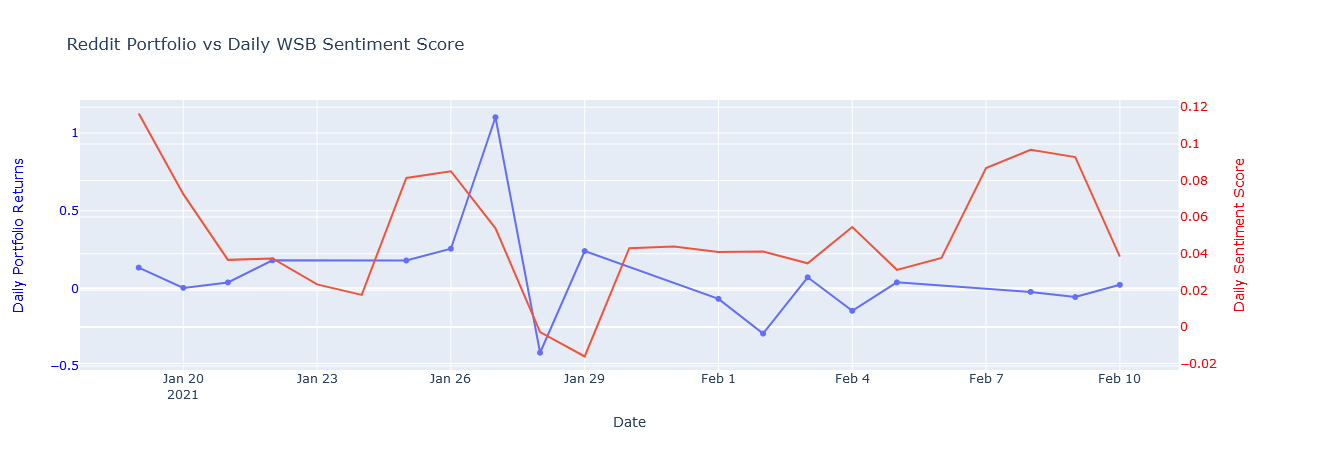 Reddit Portfolio vs Daily WSB Sentiment Score
Daily Portfolio Returns
1
0.5
0
−0.5
0.12
0.1
0.08
0.06
0.04
0.02
0
−0.02
Daily Sentiment Score
Jan 20 Jan 23 Jan 26 Jan 29 Feb 1 Feb 4 Feb 7 Feb 10
2021
Date